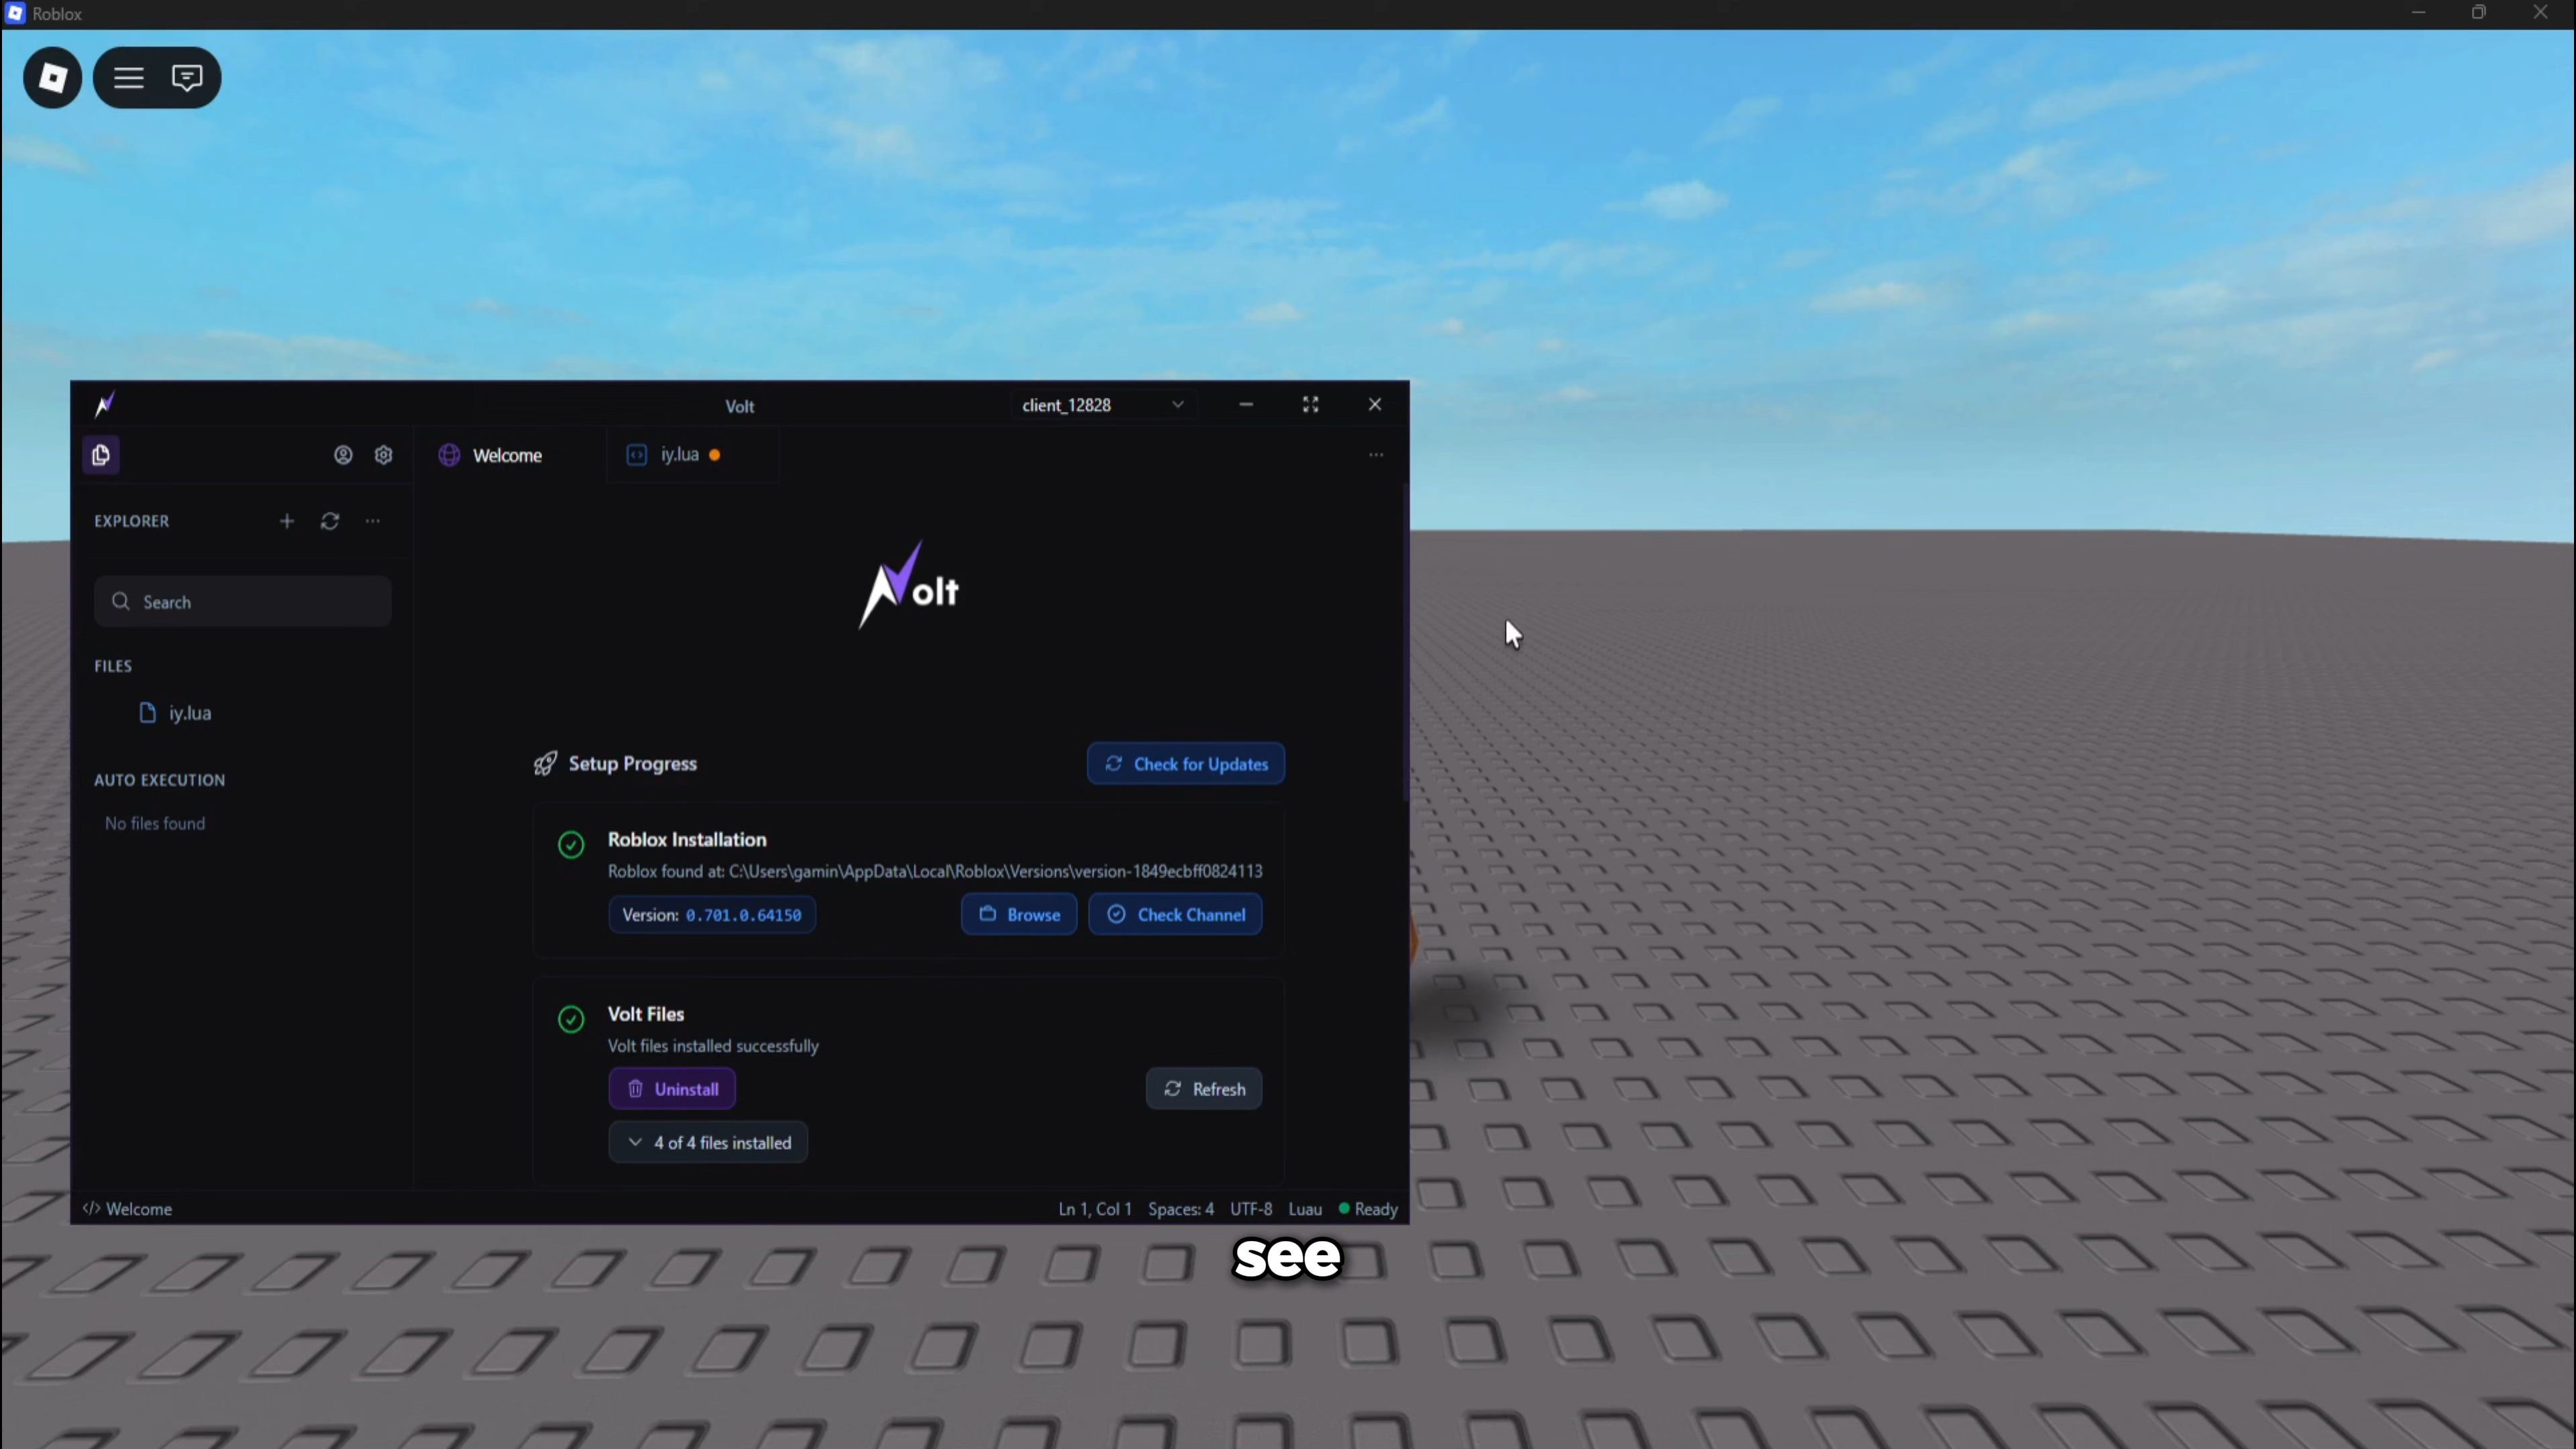 Roblox
Volt
client_12828
Welcome
iy.lua
EXPLORER
Search
FILES
iy.lua
AUTO EXECUTION
No files found
Volt
Setup Progress
Check for Updates
Roblox Installation
Roblox found at: C:\Users\gamin\AppData\Local\Roblox\Versions\version-1849ecbff0824113
Version: 0.701.0.64150
Browse
Check Channel
Volt Files
Volt files installed successfully
Uninstall
Refresh
4 of 4 files installed
</> Welcome
Ln 1, Col 1 Spaces: 4 UTF-8 Luau Ready
see